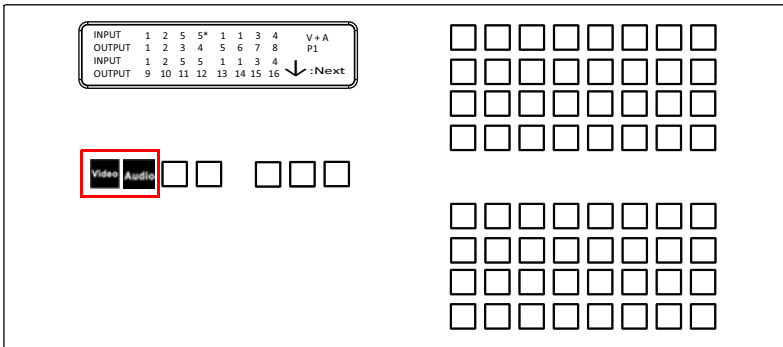 INPUT 1 2 5 5* 1 1 3 4 V + A
OUTPUT 1 2 3 4 5 6 7 8 P1
INPUT 1 2 5 5 1 1 3 4
OUTPUT 9 10 11 12 13 14 15 16 :Next
Video Audio